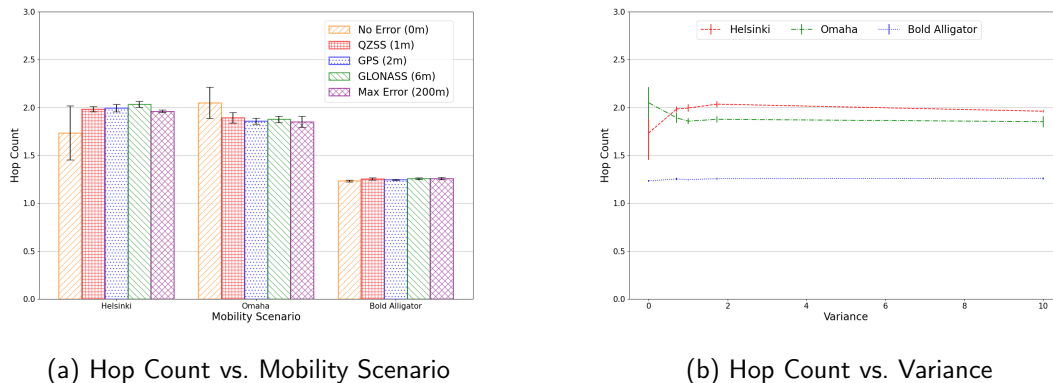 3.0
2.5
2.0
1.5
1.0
0.5
0.0
Hop Count
No Error (0m)
QZSS (1m)
GPS (2m)
GLONASS (6m)
Max Error (200m)
Helsinki
Omaha
Bold Alligator
Mobility Scenario
(a) Hop Count vs. Mobility Scenario
3.0
2.5
2.0
1.5
1.0
0.5
0.0
Hop Count
Helsinki Omaha Bold Alligator
0 2 4 6 8 10
Variance
(b) Hop Count vs. Variance